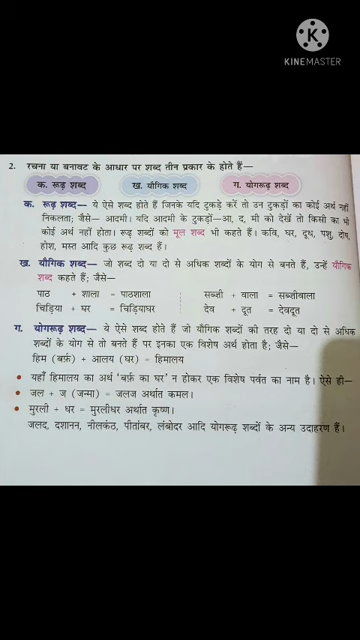 KINEMASTER
2. रचना या बनावट के आधार पर शब्द तीन प्रकार के होते हैं—
क. रूढ़ शब्द ख. यौगिक शब्द ग. योगरूढ़ शब्द
क. रूढ़ शब्द– ये ऐसे शब्द होते हैं जिनके यदि टुकड़े करें तो उन टुकड़ों का कोई अर्थ नहीं
निकलता; जैसे– आदमी। यदि आदमी के टुकड़ों– आ, द, मी को देखें तो किसी का भी
कोई अर्थ नहीं होता। रूढ़ शब्दों को मूल शब्द भी कहते हैं। कवि, घर, दूध, पशु, दोष,
होश, मस्त आदि कुछ रूढ़ शब्द हैं।
ख. यौगिक शब्द– जो शब्द दो या दो से अधिक शब्दों के योग से बनते हैं, उन्हें यौगिक
शब्द कहते हैं; जैसे–
पाठ + शाला = पाठशाला सब्ज़ी + वाला = सब्ज़ीवाला
चिड़िया + घर = चिड़ियाघर देव + दूत = देवदूत
ग. योगरूढ़ शब्द– ये ऐसे शब्द होते हैं जो यौगिक शब्दों की तरह दो या दो से अधिक
शब्दों के योग से तो बनते हैं पर इनका एक विशेष अर्थ होता है; जैसे–
हिम (बर्फ़) + आलय (घर) = हिमालय
• यहाँ हिमालय का अर्थ 'बर्फ़ का घर' न होकर एक विशेष पर्वत का नाम है। ऐसे ही–
• जल + ज (जन्मा) = जलज अर्थात कमल।
• मुरली + धर = मुरलीधर अर्थात कृष्ण।
जलद, दशानन, नीलकंठ, पीतांबर, लंबोदर आदि योगरूढ़ शब्दों के अन्य उदाहरण हैं।